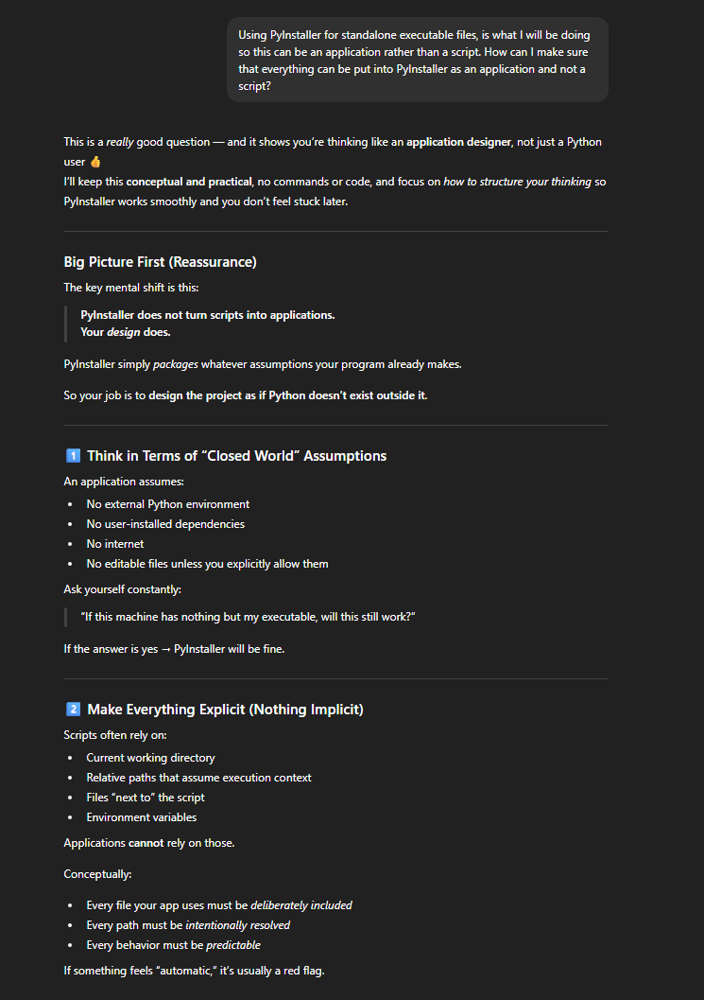 Using PyInstaller for standalone executable files, is what I will be doing
so this can be an application rather than a script. How can I make sure
that everything can be put into PyInstaller as an application and not a
script?
This is a really good question — and it shows you’re thinking like an application designer, not just a Python
user 👍
I’ll keep this conceptual and practical, no commands or code, and focus on how to structure your thinking so
PyInstaller works smoothly and you don’t feel stuck later.
Big Picture First (Reassurance)
The key mental shift is this:
PyInstaller does not turn scripts into applications.
Your design does.
PyInstaller simply packages whatever assumptions your program already makes.
So your job is to design the project as if Python doesn’t exist outside it.
1️⃣ Think in Terms of “Closed World” Assumptions
An application assumes:
• No external Python environment
• No user-installed dependencies
• No internet
• No editable files unless you explicitly allow them
Ask yourself constantly:
“If this machine has nothing but my executable, will this still work?”
If the answer is yes → PyInstaller will be fine.
2️⃣ Make Everything Explicit (Nothing Implicit)
Scripts often rely on:
• Current working directory
• Relative paths that assume execution context
• Files “next to” the script
• Environment variables
Applications cannot rely on those.
Conceptually:
• Every file your app uses must be deliberately included
• Every path must be intentionally resolved
• Every behavior must be predictable
If something feels “automatic,” it’s usually a red flag.